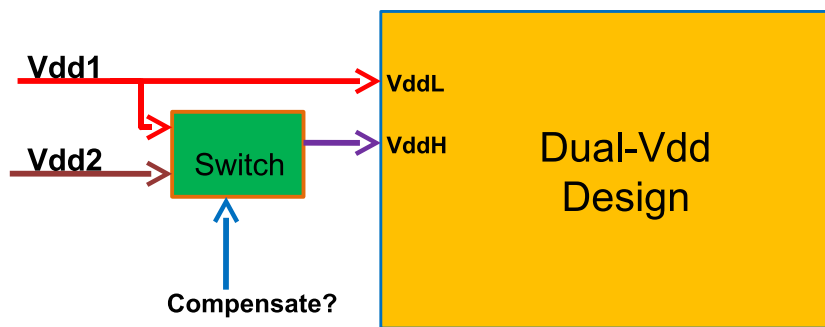 Vdd1
VddL
VddH
Vdd2
Switch
Dual-Vdd
Design
Compensate?